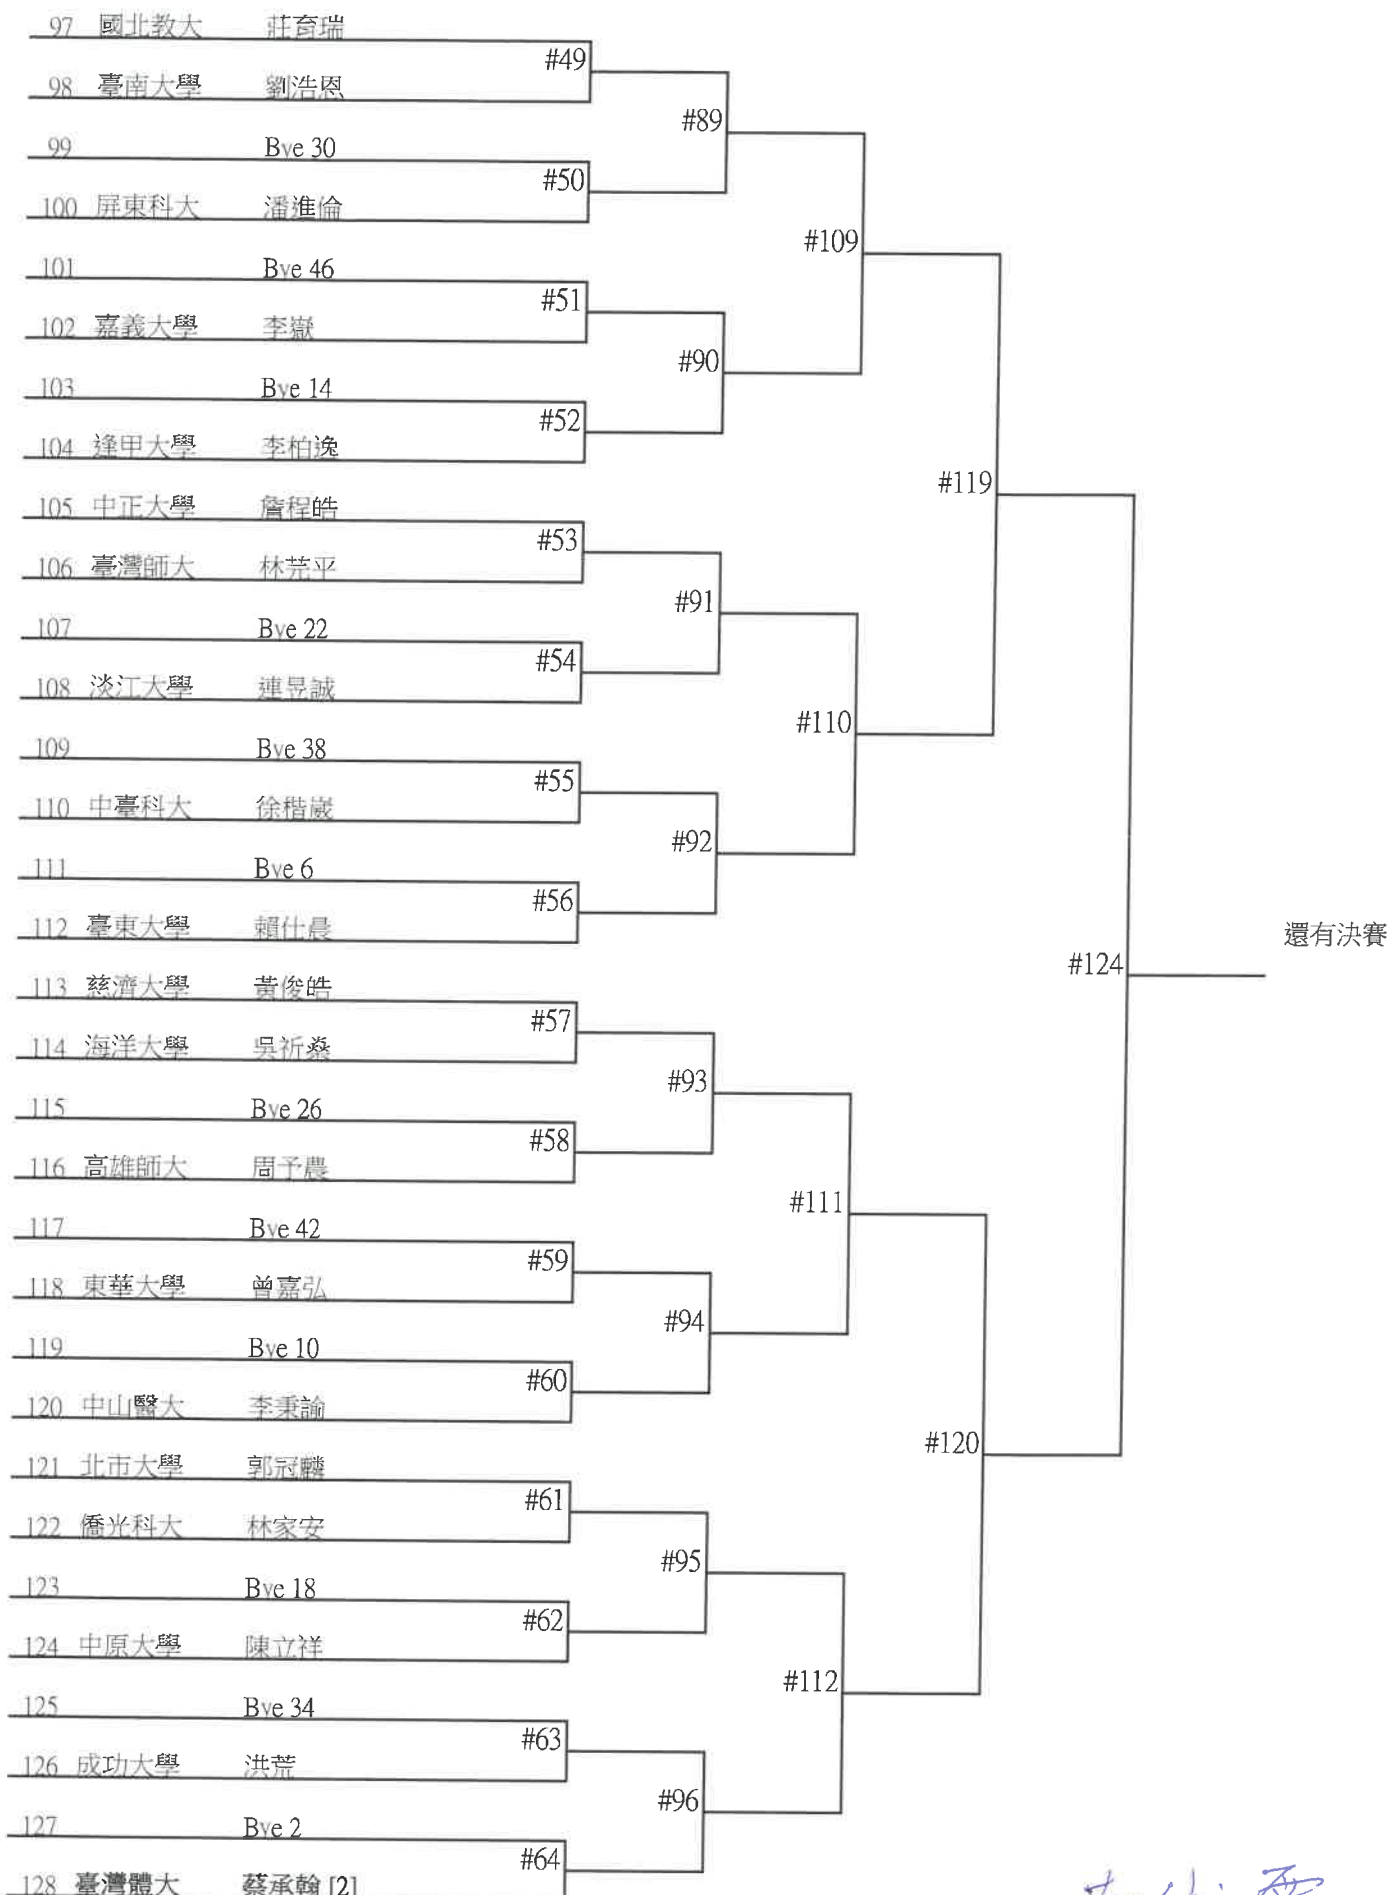 97 國北教大 莊育瑞
#49
98 臺南大學 劉浩恩
#89
99 Bye 30
#50
100 屏東科大 潘進倫
#109
101 Bye 46
#51
102 嘉義大學 李嶽
#90
103 Bye 14
#52
104 逢甲大學 李柏逸
#119
105 中正大學 詹程皓
#53
106 臺灣師大 林芫平
#91
107 Bye 22
#54
108 淡江大學 連昱誠
#110
109 Bye 38
#55
110 中臺科大 徐楷崴
#92
111 Bye 6
#56
112 臺東大學 賴仕晨
還有決賽
#124
113 慈濟大學 黃俊皓
#57
114 海洋大學 吳祈燊
#93
115 Bye 26
#58
116 高雄師大 周予農
#111
117 Bye 42
#59
118 東華大學 曾嘉弘
#94
119 Bye 10
#60
120 中山醫大 李秉諭
#120
121 北市大學 郭冠麟
#61
122 僑光科大 林家安
#95
123 Bye 18
#62
124 中原大學 陳立祥
#112
125 Bye 34
#63
126 成功大學 洪荒
#96
127 Bye 2
#64
128 臺灣體大 蔡承翰 [2]